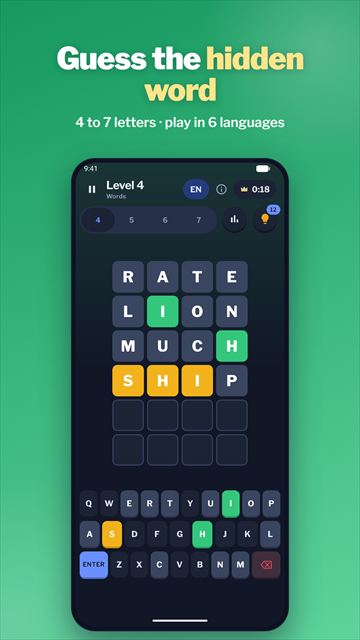 Guess the hidden
word
4 to 7 letters · play in 6 languages
9:41
Level 4
Words
EN
0:18
4 5 6 7
12
R A T E
L I O N
M U C H
S H I P
Q W E R T Y U I O P
A S D F G H J K L
ENTER Z X C V B N M